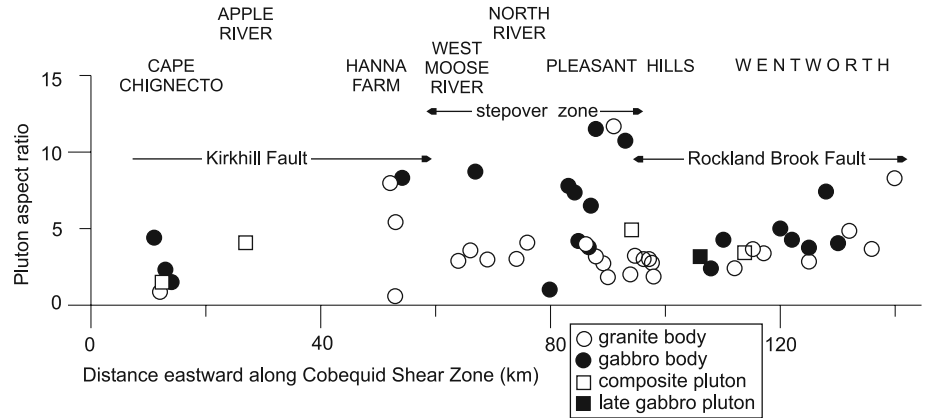 APPLE
RIVER
NORTH
RIVER
CAPE
CHIGNECTO
HANNA
FARM
WEST
MOOSE
RIVER
PLEASANT HILLS
WENTWORTH
stepover zone
Kirkhill Fault
Rockland Brook Fault
Pluton aspect ratio
15
10
5
0
0
40
80
120
Distance eastward along Cobequid Shear Zone (km)
granite body
gabbro body
composite pluton
late gabbro pluton